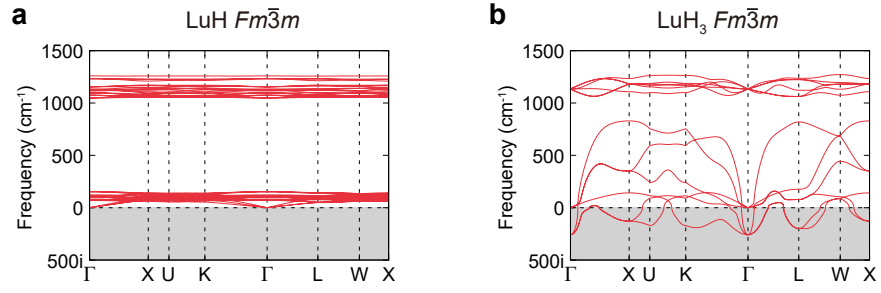 a
LuH Fm3̄m
1500
1000
500
0
500i
Frequency (cm⁻¹)
Γ X U K Γ L W X
b
LuH₃ Fm3̄m
1500
1000
500
0
500i
Frequency (cm⁻¹)
Γ X U K Γ L W X